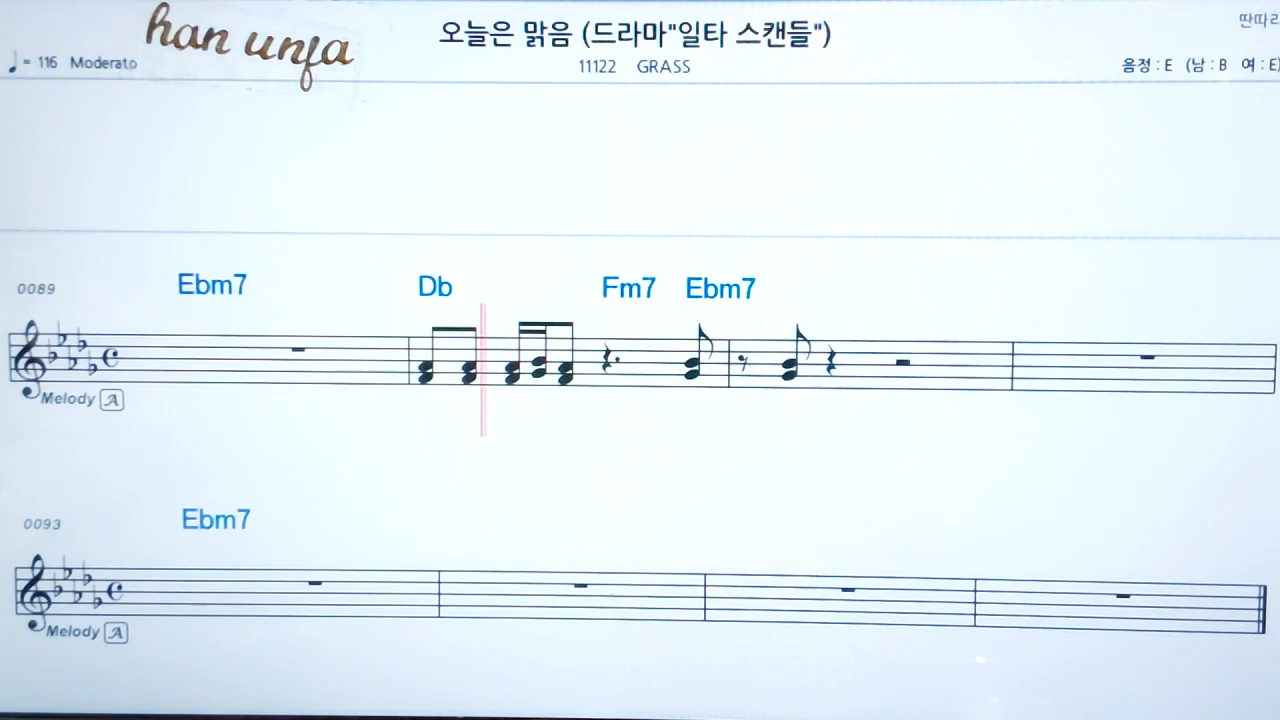 han unfa
오늘은 맑음 (드라마"일타 스캔들")
딴따라
♩= 116 Moderato
11122 GRASS
음정 : E (남 : B 여 : E)
0089
Ebm7 Db Fm7 Ebm7
Melody A
0093
Ebm7
Melody A